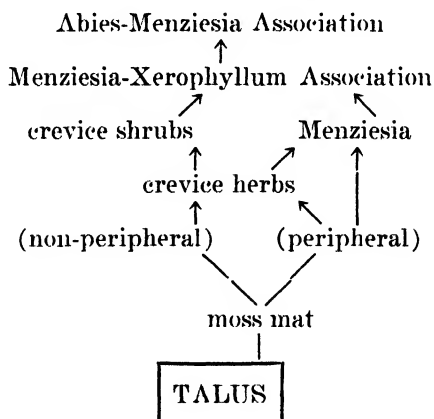 Abies-Menziesia Association
Menziesia-Xerophyllum Association
crevice shrubs Menziesia
crevice herbs
(non-peripheral) (peripheral)
moss mat
TALUS